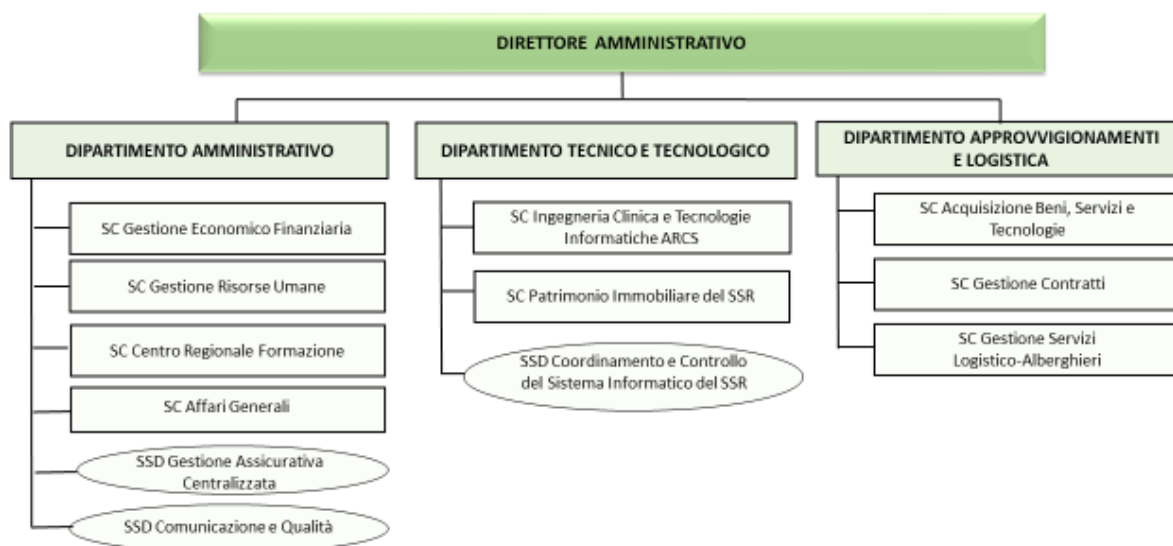 DIRETTORE AMMINISTRATIVO
DIPARTIMENTO AMMINISTRATIVO
SC Gestione Economico Finanziaria
SC Gestione Risorse Umane
SC Centro Regionale Formazione
SC Affari Generali
SSD Gestione Assicurativa
Centralizzata
SSD Comunicazione e Qualità
DIPARTIMENTO TECNICO E TECNOLOGICO
SC Ingegneria Clinica e Tecnologie
Informatiche ARCS
SC Patrimonio Immobiliare del SSR
SSD Coordinamento e Controllo
del Sistema Informatico del SSR
DIPARTIMENTO APPROVVIGIONAMENTI
E LOGISTICA
SC Acquisizione Beni, Servizi e
Tecnologie
SC Gestione Contratti
SC Gestione Servizi
Logistico-Alberghieri